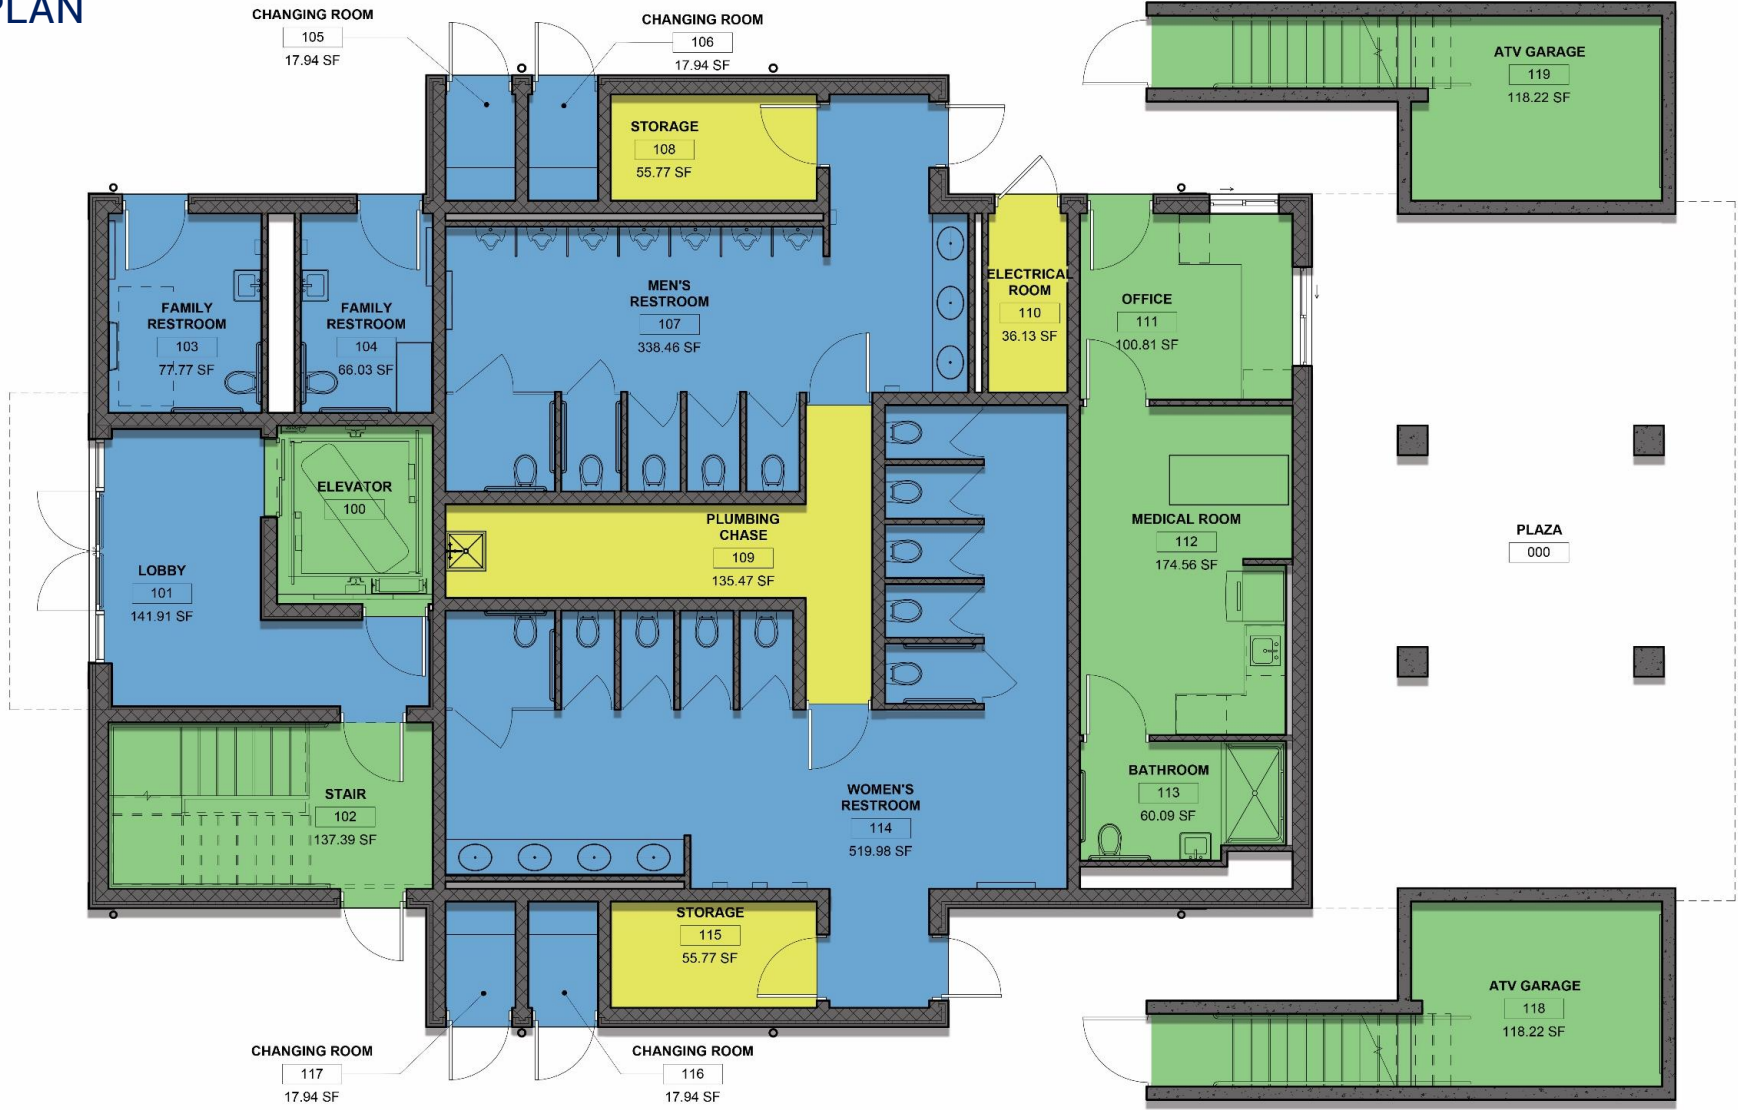 PLAN
CHANGING ROOM
105
17.94 SF
CHANGING ROOM
106
17.94 SF
ATV GARAGE
119
118.22 SF
STORAGE
108
55.77 SF
FAMILY
RESTROOM
103
77.77 SF
FAMILY
RESTROOM
104
66.03 SF
MEN'S
RESTROOM
107
338.46 SF
ELECTRICAL
ROOM
110
36.13 SF
OFFICE
111
100.81 SF
ELEVATOR
100
LOBBY
101
141.91 SF
PLUMBING
CHASE
109
135.47 SF
MEDICAL ROOM
112
174.56 SF
PLAZA
000
STAIR
102
137.39 SF
WOMEN'S
RESTROOM
114
519.98 SF
BATHROOM
113
60.09 SF
STORAGE
115
55.77 SF
ATV GARAGE
118
118.22 SF
CHANGING ROOM
117
17.94 SF
CHANGING ROOM
116
17.94 SF